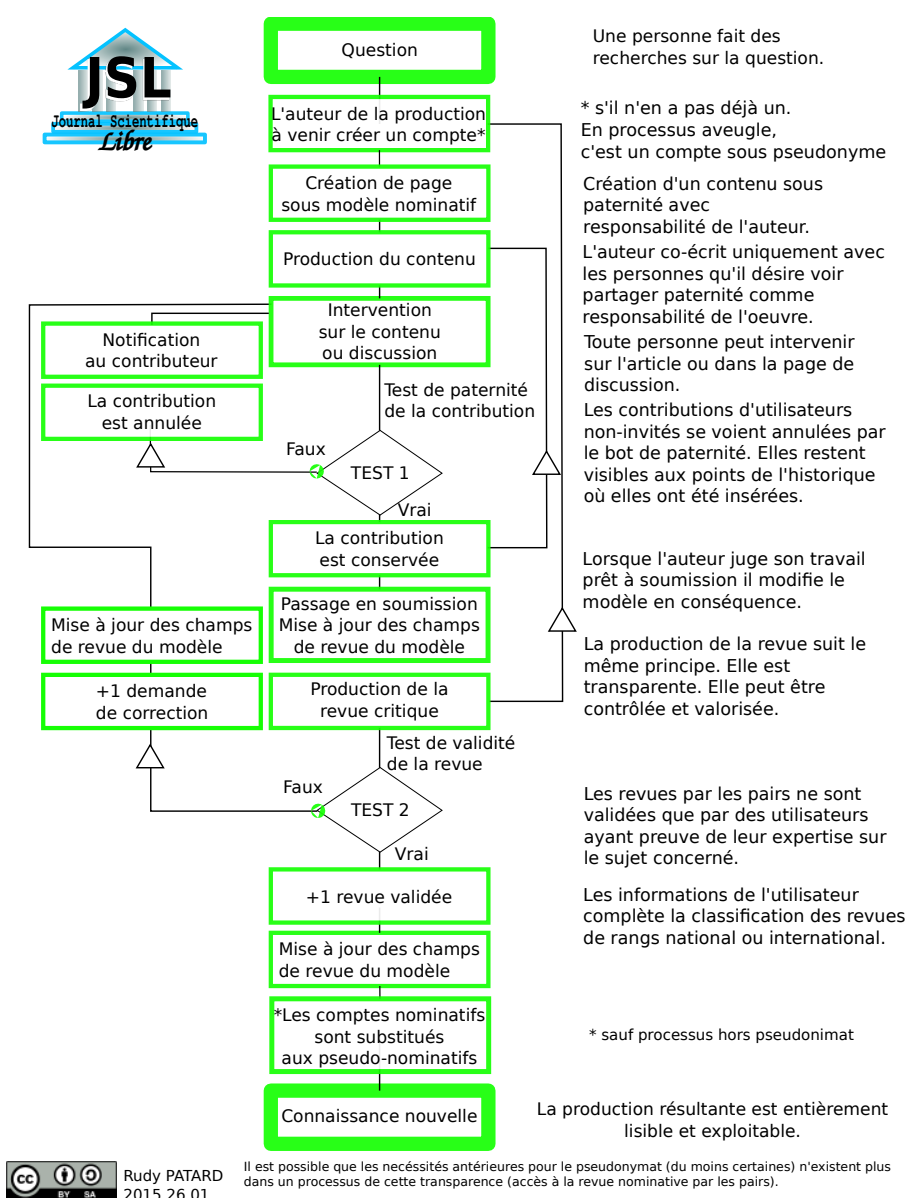 JSL
Journal Scientifique
Libre
Question
Une personne fait des
recherches sur la question.
L'auteur de la production
à venir créer un compte*
* s'il n'en a pas déjà un.
En processus aveugle,
c'est un compte sous pseudonyme
Création de page
sous modèle nominatif
Création d'un contenu sous
paternité avec
responsabilité de l'auteur.
Production du contenu
L'auteur co-écrit uniquement avec
les personnes qu'il désire voir
partager paternité comme
responsabilité de l'oeuvre.
Intervention
sur le contenu
ou discussion
Notification
au contributeur
Toute personne peut intervenir
sur l'article ou dans la page de
discussion.
La contribution
est annulée
Test de paternité
de la contribution
Les contributions d'utilisateurs
non-invités se voient annulées par
le bot de paternité. Elles restent
visibles aux points de l'historique
où elles ont été insérées.
Faux
TEST 1
Vrai
La contribution
est conservée
Lorsque l'auteur juge son travail
prêt à soumission il modifie le
modèle en conséquence.
Passage en soumission
Mise à jour des champs
de revue du modèle
Mise à jour des champs
de revue du modèle
La production de la revue suit le
même principe. Elle est
transparente. Elle peut être
contrôlée et valorisée.
+1 demande
de correction
Production de la
revue critique
Test de validité
de la revue
Faux
TEST 2
Vrai
Les revues par les pairs ne sont
validées que par des utilisateurs
ayant preuve de leur expertise sur
le sujet concerné.
+1 revue validée
Les informations de l'utilisateur
complète la classification des revues
de rangs national ou international.
Mise à jour des champs
de revue du modèle
*Les comptes nominatifs
sont substitués
aux pseudo-nominatifs
* sauf processus hors pseudonimat
Connaissance nouvelle
La production résultante est entièrement
lisible et exploitable.
cc
BY SA
Rudy PATARD
2015 26 01
Il est possible que les necéssités antérieures pour le pseudonymat (du moins certaines) n'existent plus
dans un processus de cette transparence (accès à la revue nominative par les pairs).